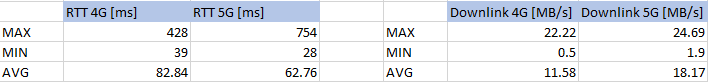 RTT 4G [ms] RTT 5G [ms] Downlink 4G [MB/s] Downlink 5G [MB/s]
MAX 428 754 MAX 22.22 24.69
MIN 39 28 MIN 0.5 1.9
AVG 82.84 62.76 AVG 11.58 18.17